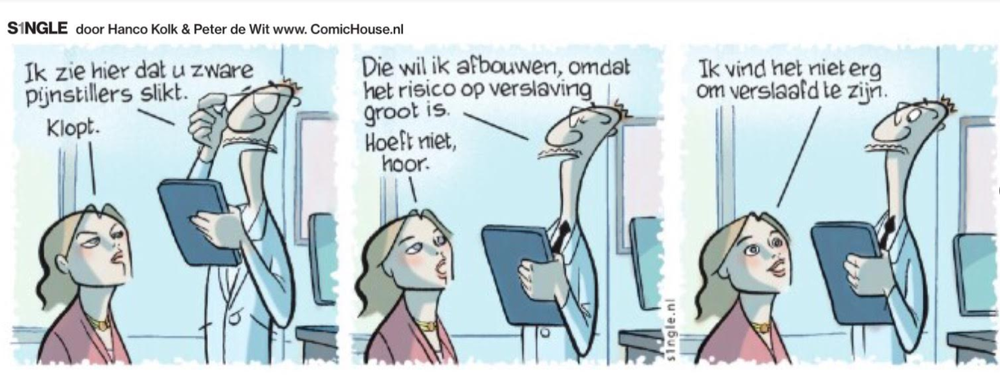 S1NGLE door Hanco Kolk & Peter de Wit www. ComicHouse.nl
Ik zie hier dat u zware
pijnstillers slikt.
Klopt.
Die wil ik afbouwen, omdat
het risico op verslaving
groot is.
Hoeft niet,
hoor.
s1ngle.nl
Ik vind het niet erg
om verslaafd te zijn.